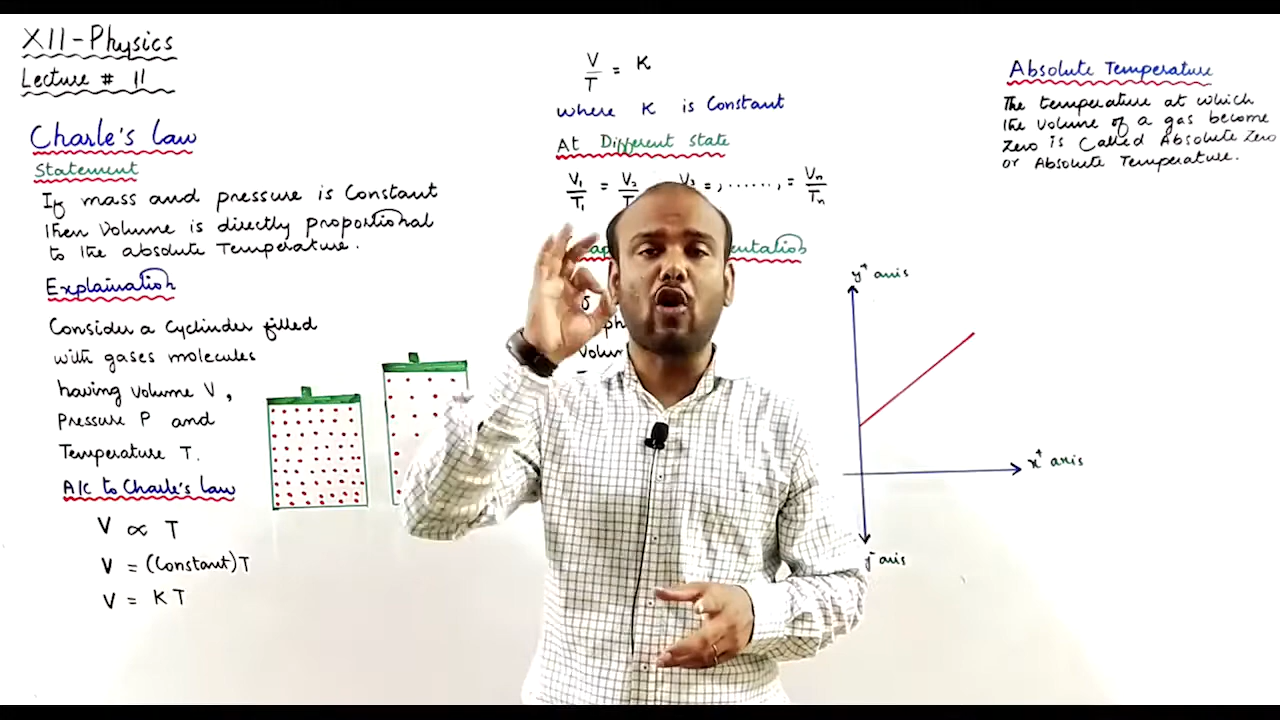 XII-Physics
Lecture # 11
Charle's law
Statement
If mass and pressure is Constant
then Volume is directly proportional
to the absolute Temperature.
Explaination
Consider a Cyclinder filled
with gases molecules
having volume V,
Pressure P and
Temperature T.
A/C to Charle's law
V ∝ T
V = (Constant)T
V = KT
V/T = K
where K is Constant
At Different State
V1/T1 = V2/T =, ......, = Vn/Tn
Volum
y+ axis
x+ axis
y- axis
Absolute Temperature
The temperature at which
the Volume of a gas become
Zero is Called Absolute Zero
or Absolute Temperature.